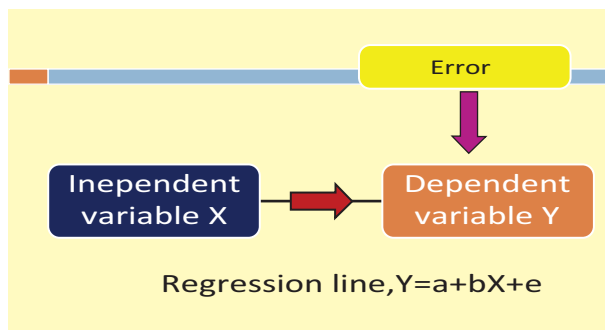 Error
Inependent
variable X
Dependent
variable Y
Regression line,Y=a+bX+e